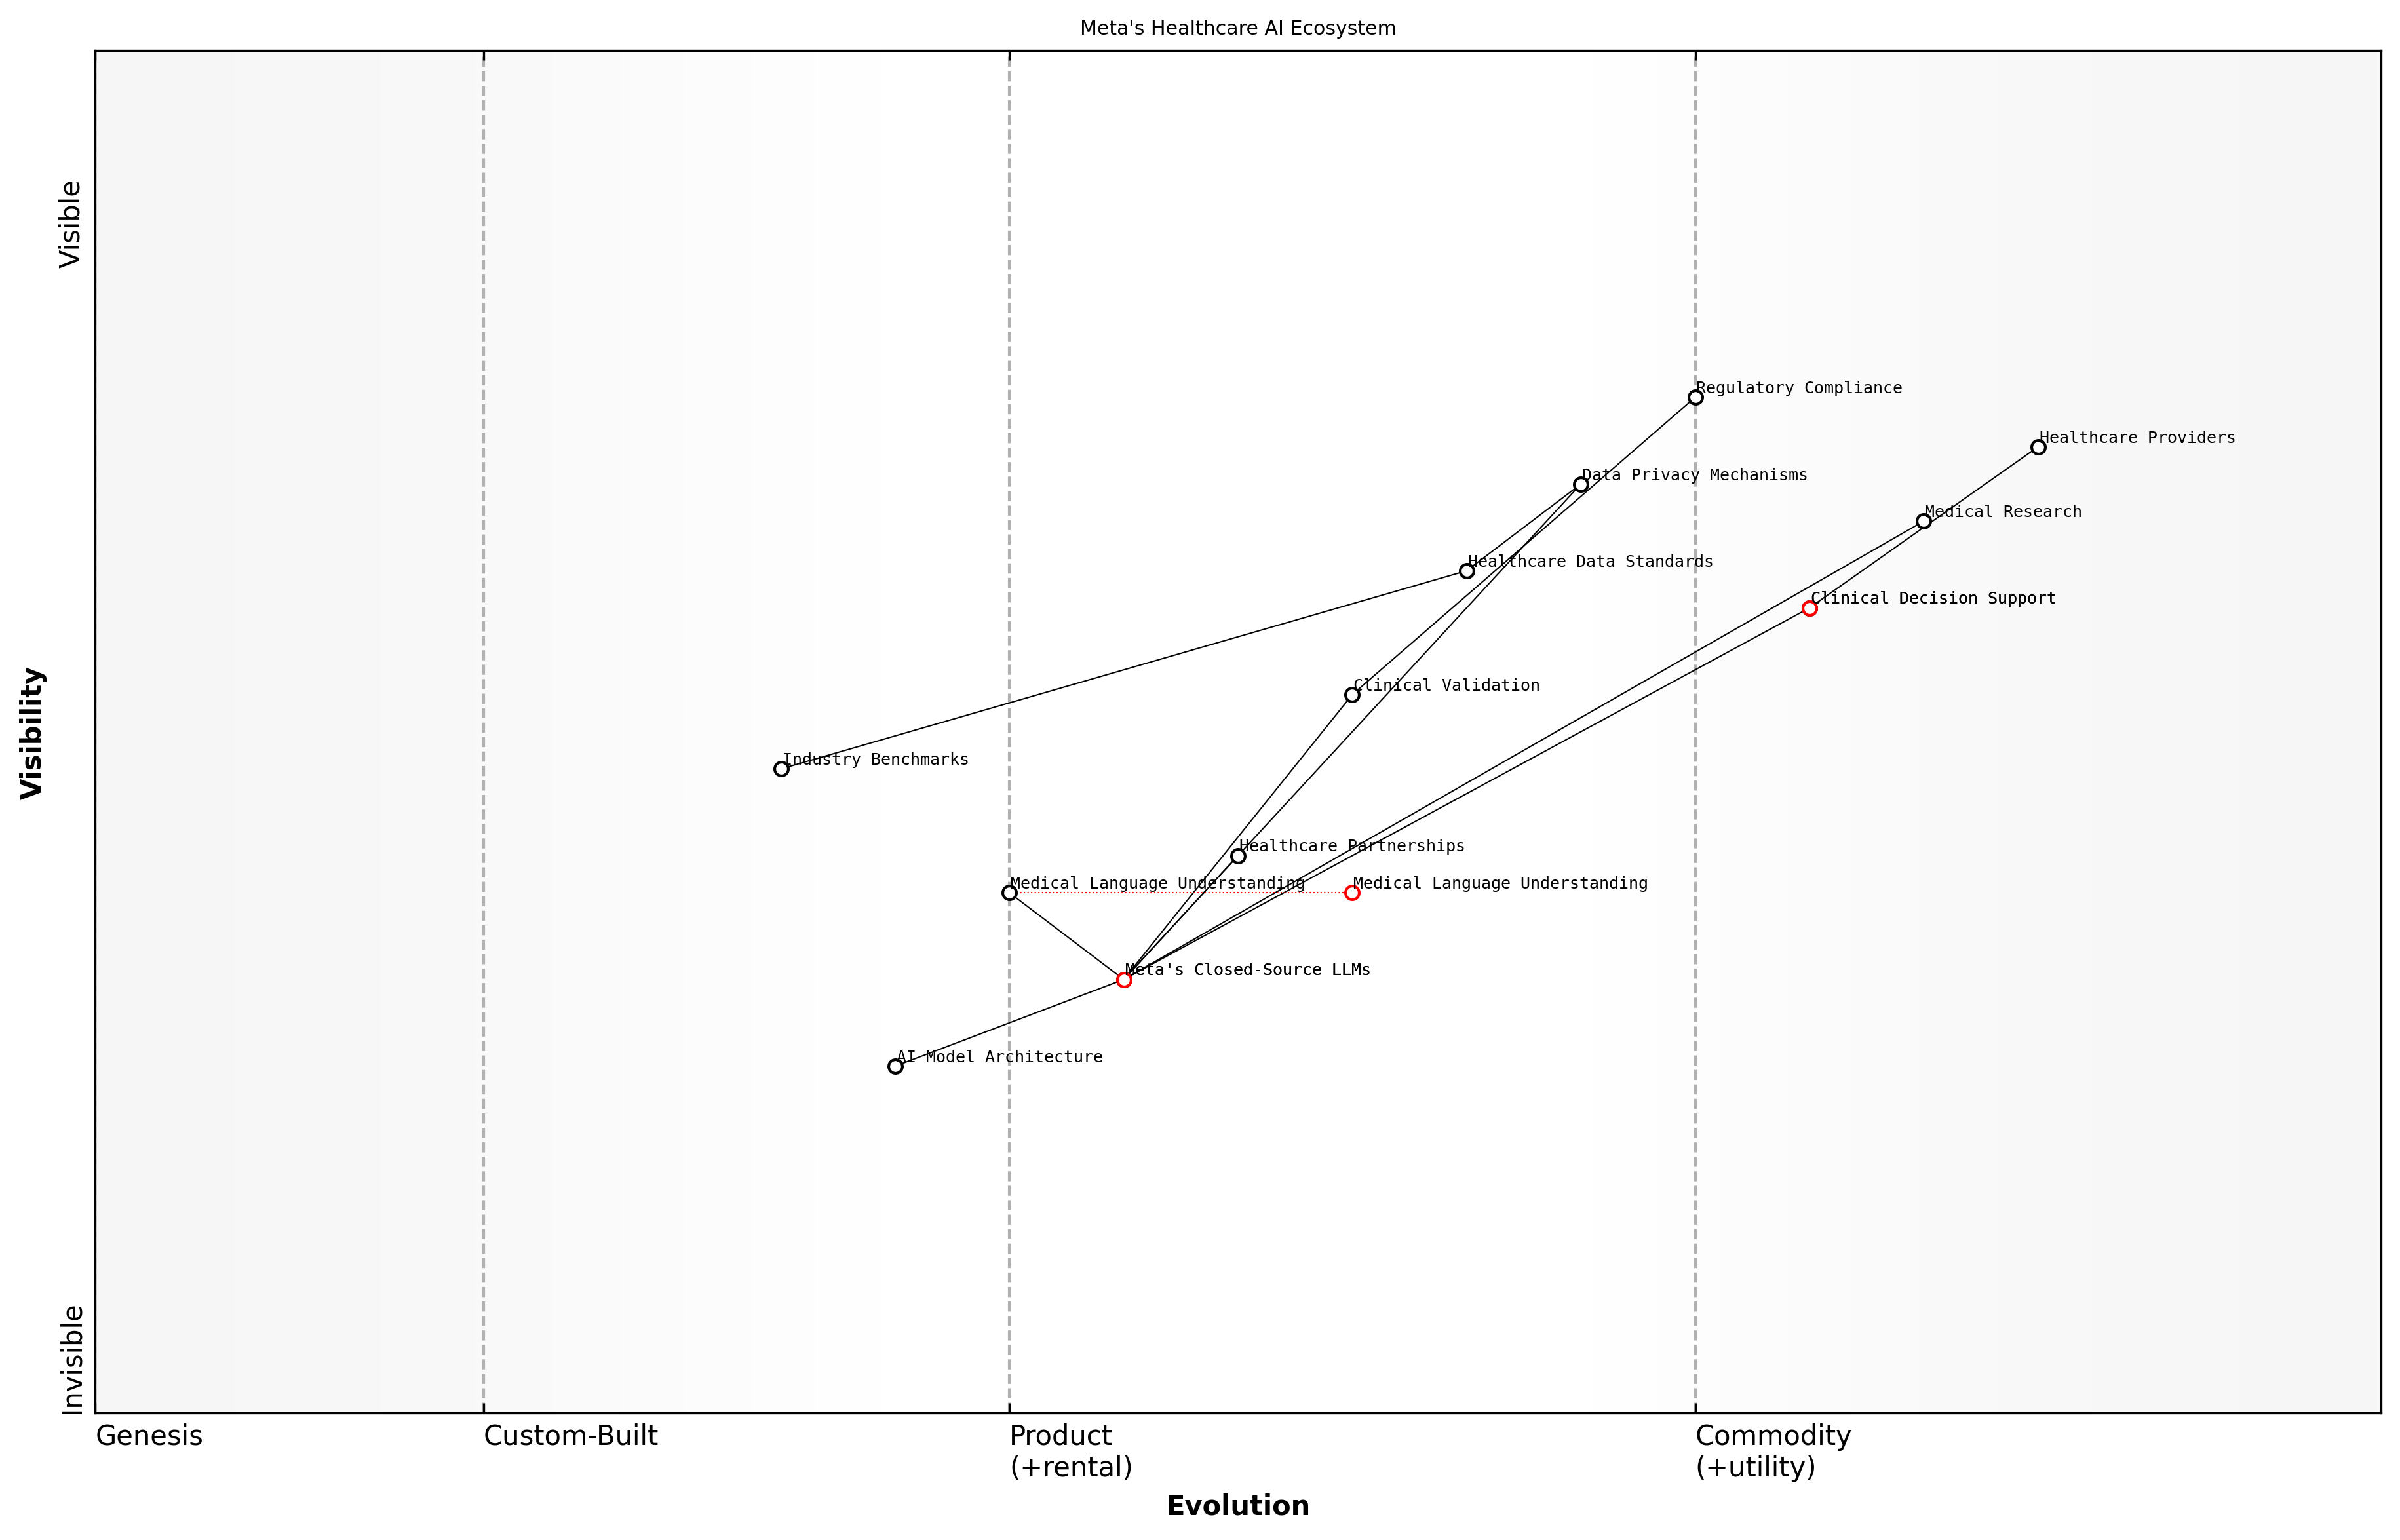 Meta's Healthcare AI Ecosystem
Visible
Visibility
Invisible
Regulatory Compliance
Healthcare Providers
Data Privacy Mechanisms
Medical Research
Healthcare Data Standards
Clinical Decision Support
Clinical Validation
Industry Benchmarks
Healthcare Partnerships
Medical Language Understanding
Medical Language Understanding
Meta's Closed-Source LLMs
AI Model Architecture
Genesis
Custom-Built
Product
(+rental)
Commodity
(+utility)
Evolution